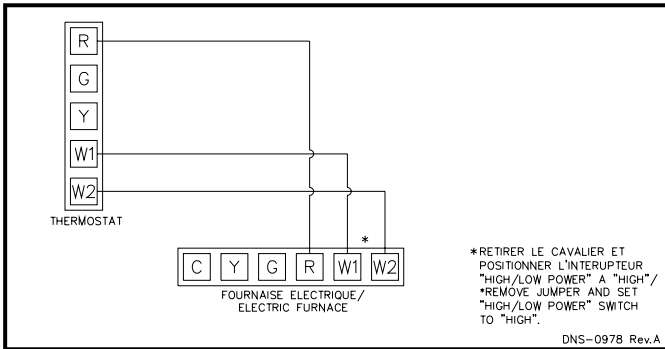 R
G
Y
W1
W2
THERMOSTAT
*
C Y G R W1 W2
FOURNAISE ELECTRIQUE/
ELECTRIC FURNACE
*RETIRER LE CAVALIER ET
POSITIONNER L'INTERUPTEUR
"HIGH/LOW POWER" A "HIGH"/
*REMOVE JUMPER AND SET
"HIGH/LOW POWER" SWITCH
TO "HIGH".
DNS-0978 Rev.A